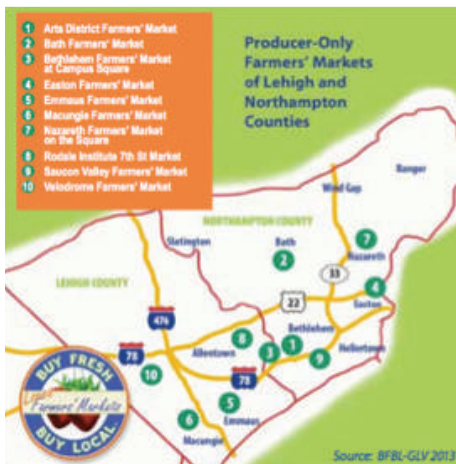 1 Arts District Farmers' Market
2 Bath Farmers' Market
3 Bethlehem Farmers' Market
at Campus Square
4 Easton Farmers' Market
5 Emmaus Farmers' Market
6 Macungie Farmers' Market
7 Nazareth Farmers' Market
on the Square
8 Rodale Institute 7th St Market
9 Saucon Valley Farmers' Market
10 Velodrome Farmers' Market
Producer-Only
Farmers' Markets
of Lehigh and
Northampton
Counties
Bangor
Wind Gap
NORTHAMPTON COUNTY
Slatington
Bath
2
7
Nazareth
33
LEHIGH COUNTY
4
22
Easton
476
Bethlehem
8
1
78
Allentown
3
9
Hellertown
10
78
5
Emmaus
6
Macungie
BUY FRESH
Local
Farmers' Markets
BUY LOCAL.
Source: BFBL-GLV 2013